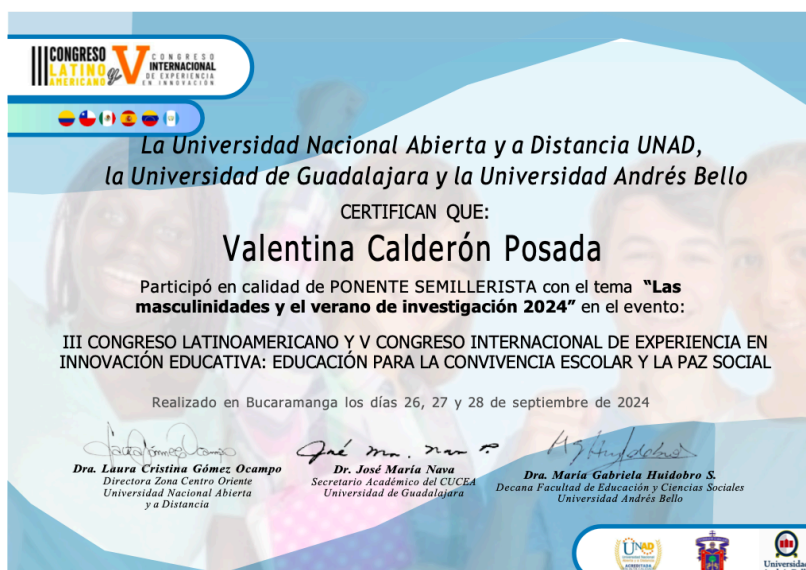 III CONGRESO
LATINO
AMERICANO
y
V CONGRESO
INTERNACIONAL
DE EXPERIENCIA
EN INNOVACIÓN
La Universidad Nacional Abierta y a Distancia UNAD,
la Universidad de Guadalajara y la Universidad Andrés Bello
CERTIFICAN QUE:
Valentina Calderón Posada
Participó en calidad de PONENTE SEMILLERISTA con el tema "Las
masculinidades y el verano de investigación 2024" en el evento:
III CONGRESO LATINOAMERICANO Y V CONGRESO INTERNACIONAL DE EXPERIENCIA EN
INNOVACIÓN EDUCATIVA: EDUCACIÓN PARA LA CONVIVENCIA ESCOLAR Y LA PAZ SOCIAL
Realizado en Bucaramanga los días 26, 27 y 28 de septiembre de 2024
Dra. Laura Cristina Gómez Ocampo
Directora Zona Centro Oriente
Universidad Nacional Abierta
y a Distancia
Dr. José María Nava
Secretario Académico del CUCEA
Universidad de Guadalajara
Dra. María Gabriela Huidobro S.
Decana Facultad de Educación y Ciencias Sociales
Universidad Andrés Bello
UNAD
Universidad